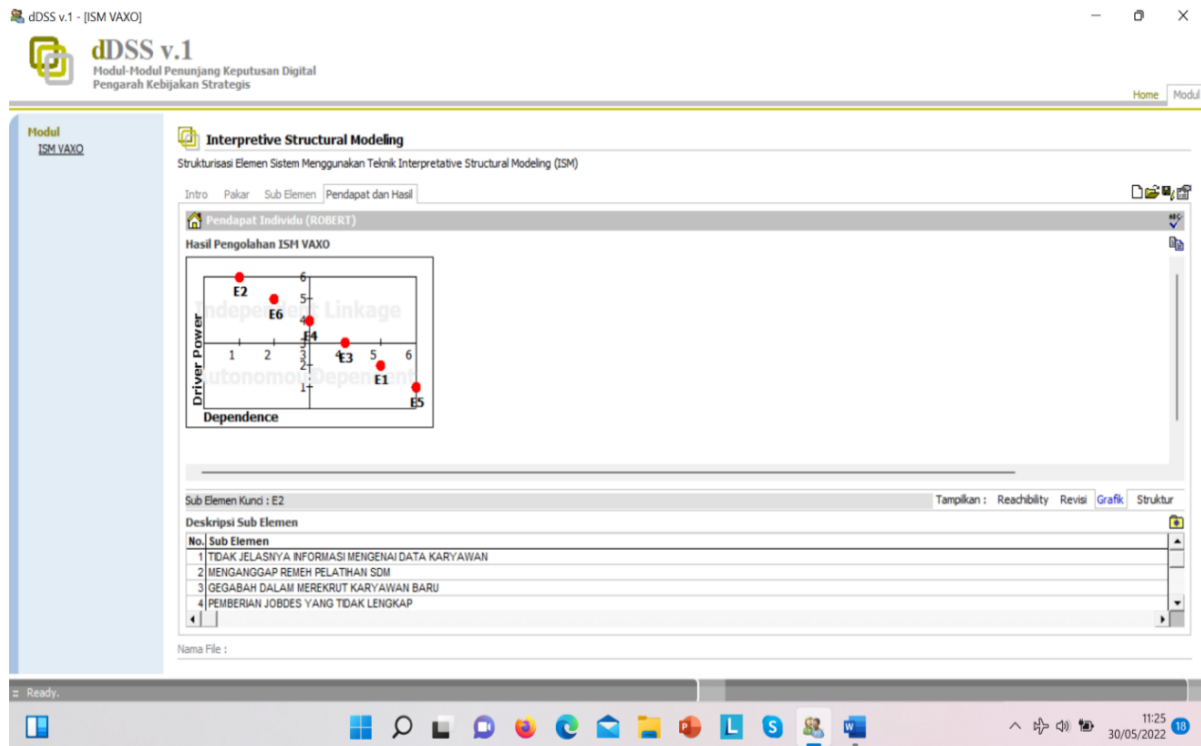 dDSS v.1 - [ISM VAXO]
dDSS v.1
Modul-Modul Penunjang Keputusan Digital
Pengarah Kebijakan Strategis
Home Modul
Modul
ISM VAXO
Interpretive Structural Modeling
Strukturisasi Elemen Sistem Menggunakan Teknik Interpretative Structural Modeling (ISM)
Intro Pakar Sub Elemen Pendapat dan Hasil
Pendapat Individu (ROBERT)
Hasil Pengolahan ISM VAXO
6
E2
5
Independent Linkage
E6
4
E4
Driver Power
1 2 3 4 5 6
3
E3
2
Autonomou Dependent
E1
1
E5
Dependence
Sub Elemen Kunci : E2
Tampilkan : Reachibility Revisi Grafik Struktur
Deskripsi Sub Elemen
No. Sub Elemen
1 TIDAK JELASNYA INFORMASI MENGENAI DATA KARYAWAN
2 MENGANGGAP REMEH PELATIHAN SDM
3 GEGABAH DALAM MEREKRUT KARYAWAN BARU
4 PEMBERIAN JOBDES YANG TIDAK LENGKAP
Nama File :
:: Ready.
11:25
30/05/2022
18